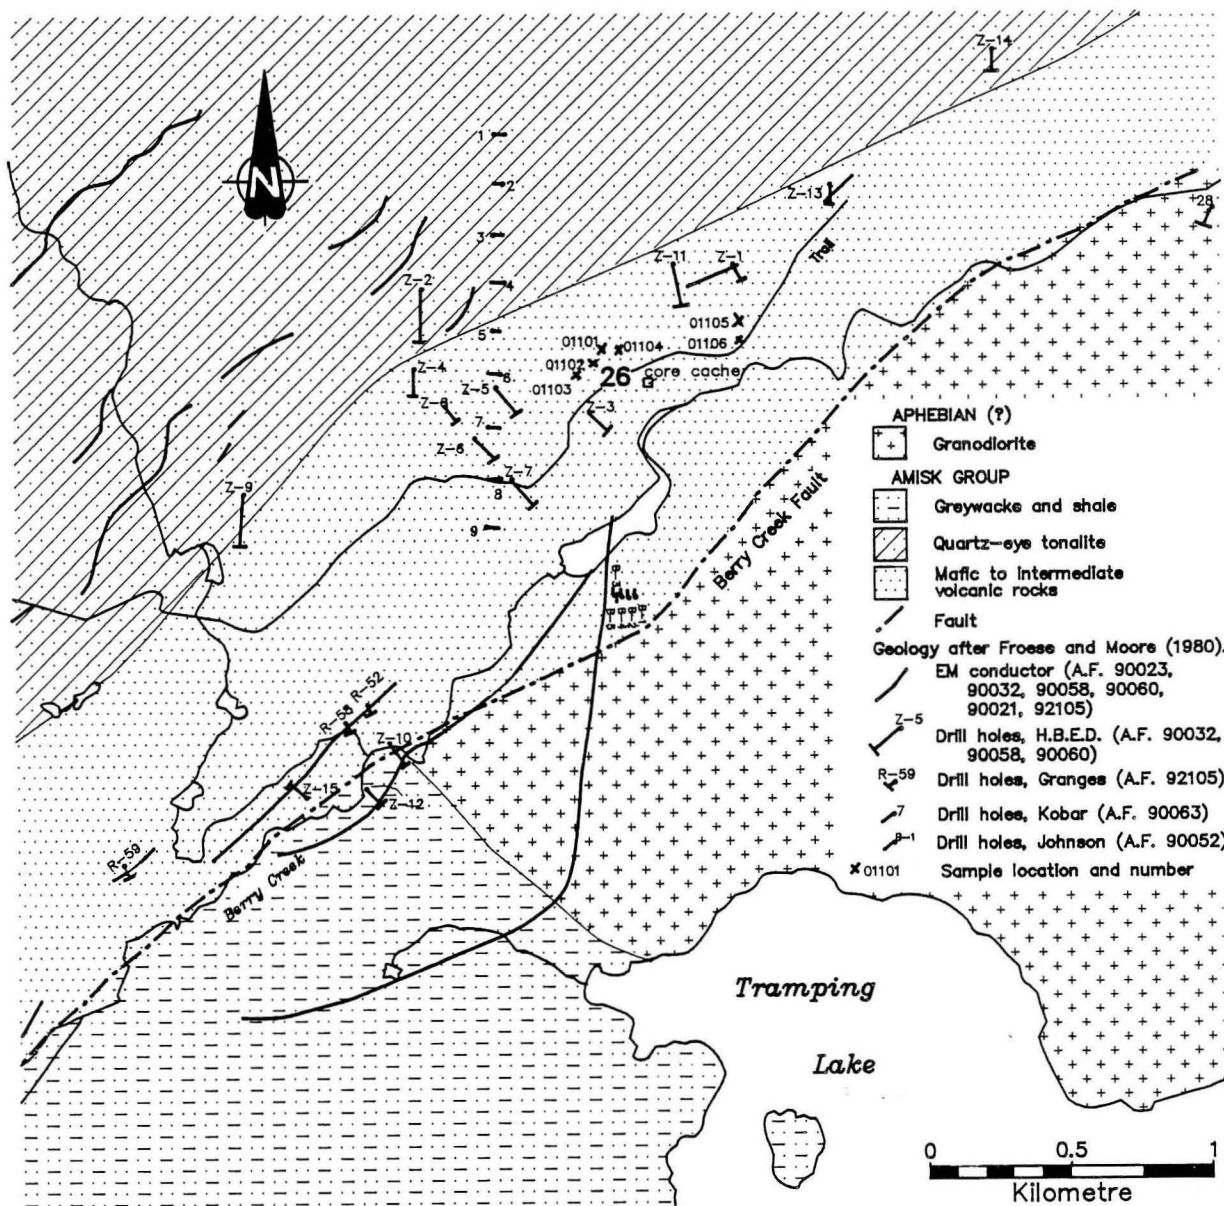 Z-14
1
N
2
Z-13
28
3
Z-11
Z-1
Trail
Z-2
4
01105
5
01101
01104
01106
01102
26 core cache
Z-4
6
Z-5
01103
Z-8
Z-3
7
Z-6
Z-7
8
Z-9
9
Berry Creek Fault
B-1
R-52
R-58
Z-10
Z-15
Z-12
R-59
Berry Creek
Tramping
Lake
APHEBIAN (?)
Granodiorite
AMISK GROUP
Greywacke and shale
Quartz-eye tonalite
Mafic to intermediate
volcanic rocks
Fault
Geology after Froese and Moore (1980).
EM conductor (A.F. 90023,
90032, 90058, 90060,
90021, 92105)
Z-5
Drill holes, H.B.E.D. (A.F. 90032,
90058, 90060)
R-59
Drill holes, Granges (A.F. 92105)
7
Drill holes, Kobar (A.F. 90063)
B-1
Drill holes, Johnson (A.F. 90052)
01101
Sample location and number
0 0.5 1
Kilometre